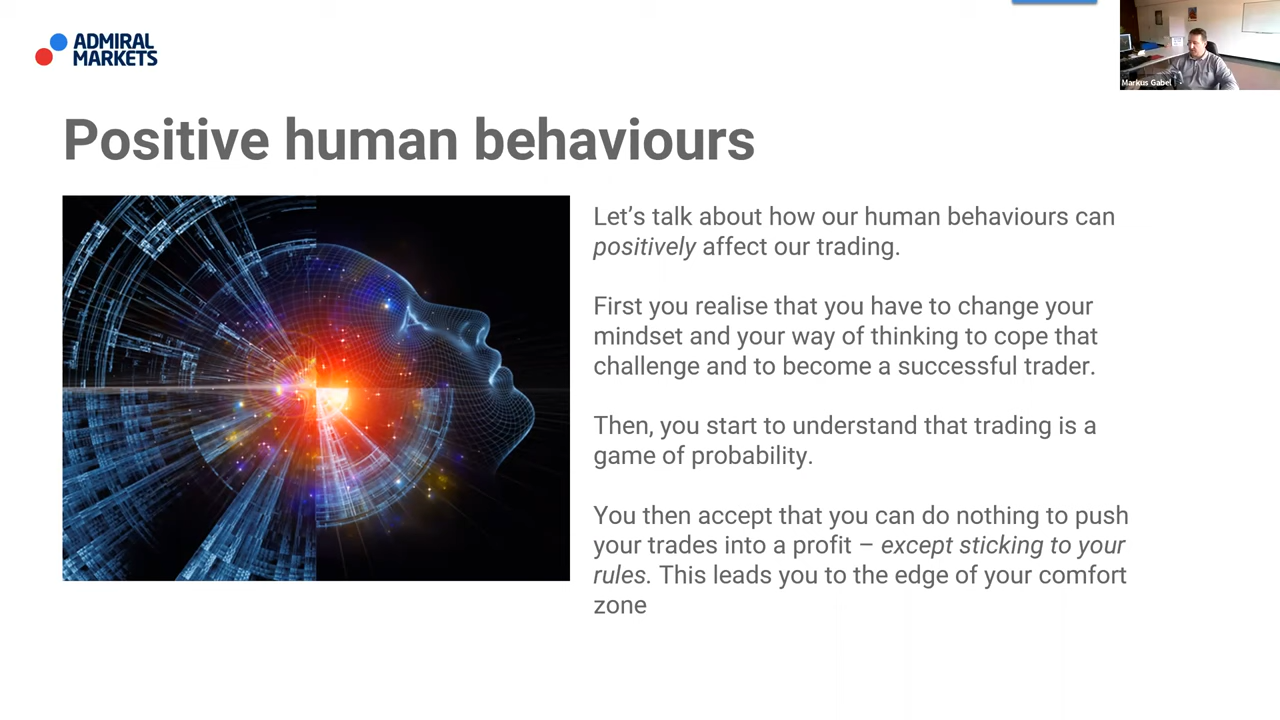 ADMIRAL
MARKETS
Markus Gabel
Positive human behaviours
Let’s talk about how our human behaviours can
positively affect our trading.
First you realise that you have to change your
mindset and your way of thinking to cope that
challenge and to become a successful trader.
Then, you start to understand that trading is a
game of probability.
You then accept that you can do nothing to push
your trades into a profit – except sticking to your
rules. This leads you to the edge of your comfort
zone